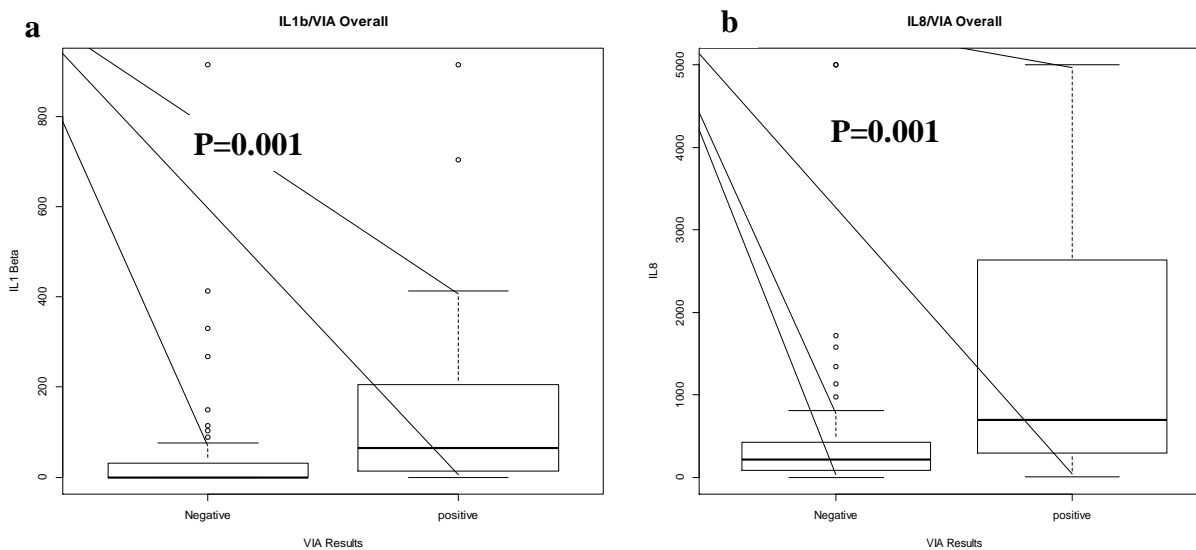 a
IL1b/VIA Overall
P=0.001
IL1 Beta
800
600
400
200
0
Negative
positive
VIA Results
b
IL8/VIA Overall
P=0.001
IL8
5000
4000
3000
2000
1000
0
Negative
positive
VIA Results